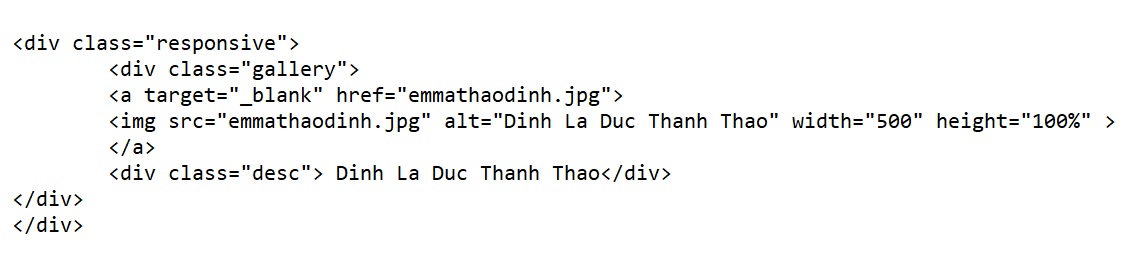 <div class="responsive">
        <div class="gallery">
        <a target="_blank" href="emmathaodinh.jpg">
        <img src="emmathaodinh.jpg" alt="Dinh La Duc Thanh Thao" width="500" height="100%" >
        </a>
        <div class="desc"> Dinh La Duc Thanh Thao</div>
</div>
</div>